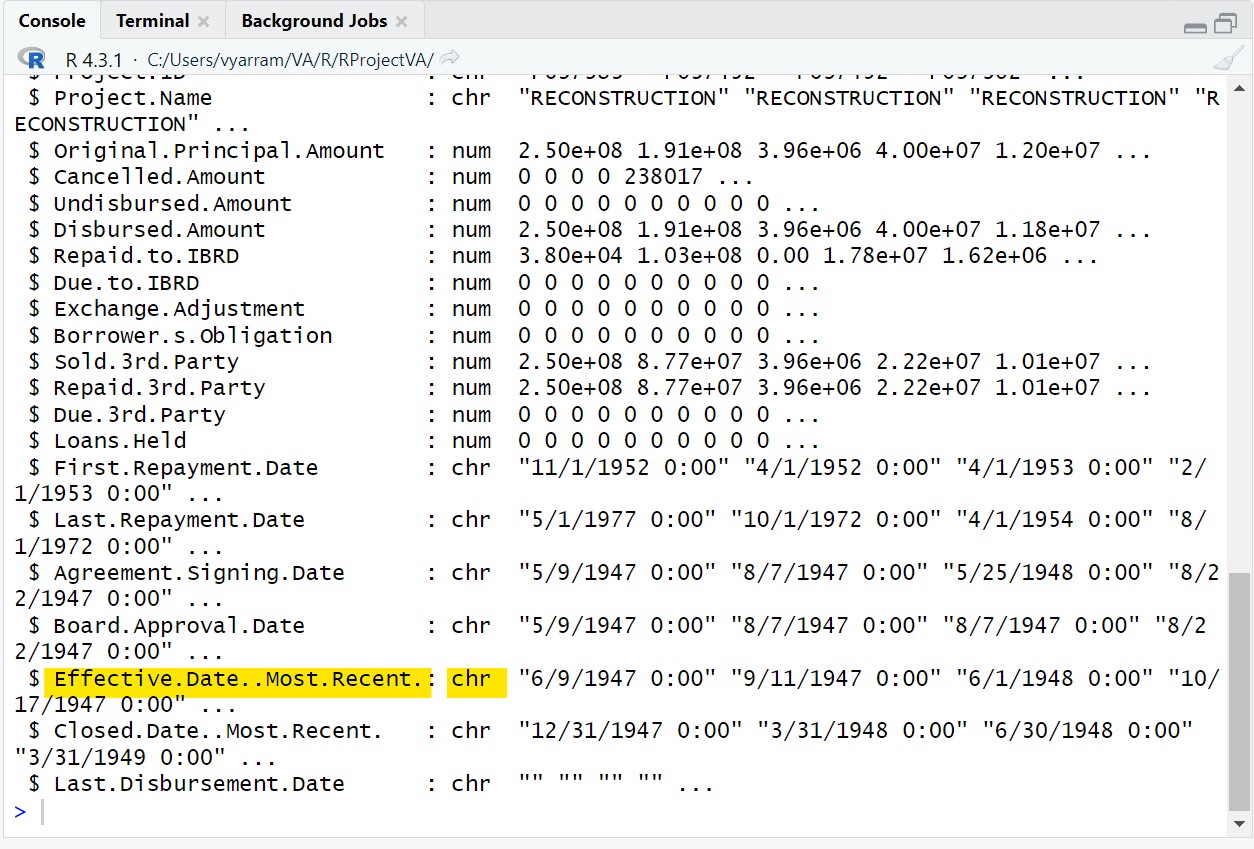 Console Terminal × Background Jobs ×
R R 4.3.1 · C:/Users/vyarram/VA/R/RProjectVA/
$ Project.ID : chr ...
$ Project.Name : chr "RECONSTRUCTION" "RECONSTRUCTION" "RECONSTRUCTION" "R
ECONSTRUCTION" ...
$ Original.Principal.Amount : num 2.50e+08 1.91e+08 3.96e+06 4.00e+07 1.20e+07 ...
$ Cancelled.Amount : num 0 0 0 0 238017 ...
$ Undisbursed.Amount : num 0 0 0 0 0 0 0 0 0 0 ...
$ Disbursed.Amount : num 2.50e+08 1.91e+08 3.96e+06 4.00e+07 1.18e+07 ...
$ Repaid.to.IBRD : num 3.80e+04 1.03e+08 0.00 1.78e+07 1.62e+06 ...
$ Due.to.IBRD : num 0 0 0 0 0 0 0 0 0 0 ...
$ Exchange.Adjustment : num 0 0 0 0 0 0 0 0 0 0 ...
$ Borrower.s.Obligation : num 0 0 0 0 0 0 0 0 0 0 ...
$ Sold.3rd.Party : num 2.50e+08 8.77e+07 3.96e+06 2.22e+07 1.01e+07 ...
$ Repaid.3rd.Party : num 2.50e+08 8.77e+07 3.96e+06 2.22e+07 1.01e+07 ...
$ Due.3rd.Party : num 0 0 0 0 0 0 0 0 0 0 ...
$ Loans.Held : num 0 0 0 0 0 0 0 0 0 0 ...
$ First.Repayment.Date : chr "11/1/1952 0:00" "4/1/1952 0:00" "4/1/1953 0:00" "2/
1/1953 0:00" ...
$ Last.Repayment.Date : chr "5/1/1977 0:00" "10/1/1972 0:00" "4/1/1954 0:00" "8/
1/1972 0:00" ...
$ Agreement.Signing.Date : chr "5/9/1947 0:00" "8/7/1947 0:00" "5/25/1948 0:00" "8/2
2/1947 0:00" ...
$ Board.Approval.Date : chr "5/9/1947 0:00" "8/7/1947 0:00" "8/7/1947 0:00" "8/2
2/1947 0:00" ...
$ Effective.Date..Most.Recent.: chr "6/9/1947 0:00" "9/11/1947 0:00" "6/1/1948 0:00" "10/
17/1947 0:00" ...
$ Closed.Date..Most.Recent. : chr "12/31/1947 0:00" "3/31/1948 0:00" "6/30/1948 0:00"
"3/31/1949 0:00" ...
$ Last.Disbursement.Date : chr "" "" "" "" ...
>